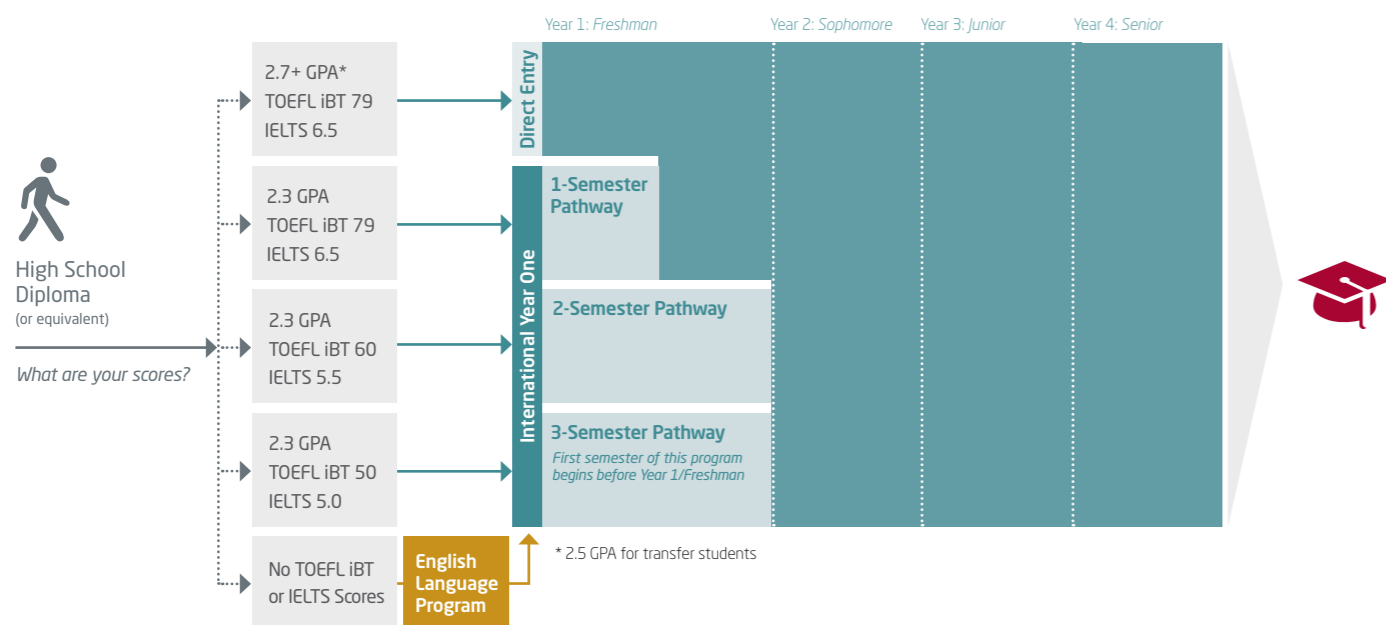 Year 1: Freshman
Year 2: Sophomore
Year 3: Junior
Year 4: Senior
High School
Diploma
(or equivalent)
What are your scores?
2.7+ GPA*
TOEFL iBT 79
IELTS 6.5
Direct Entry
2.3 GPA
TOEFL iBT 79
IELTS 6.5
International Year One
1-Semester
Pathway
2.3 GPA
TOEFL iBT 60
IELTS 5.5
2-Semester Pathway
2.3 GPA
TOEFL iBT 50
IELTS 5.0
3-Semester Pathway
First semester of this program
begins before Year 1/Freshman
No TOEFL iBT
or IELTS Scores
English
Language
Program
* 2.5 GPA for transfer students